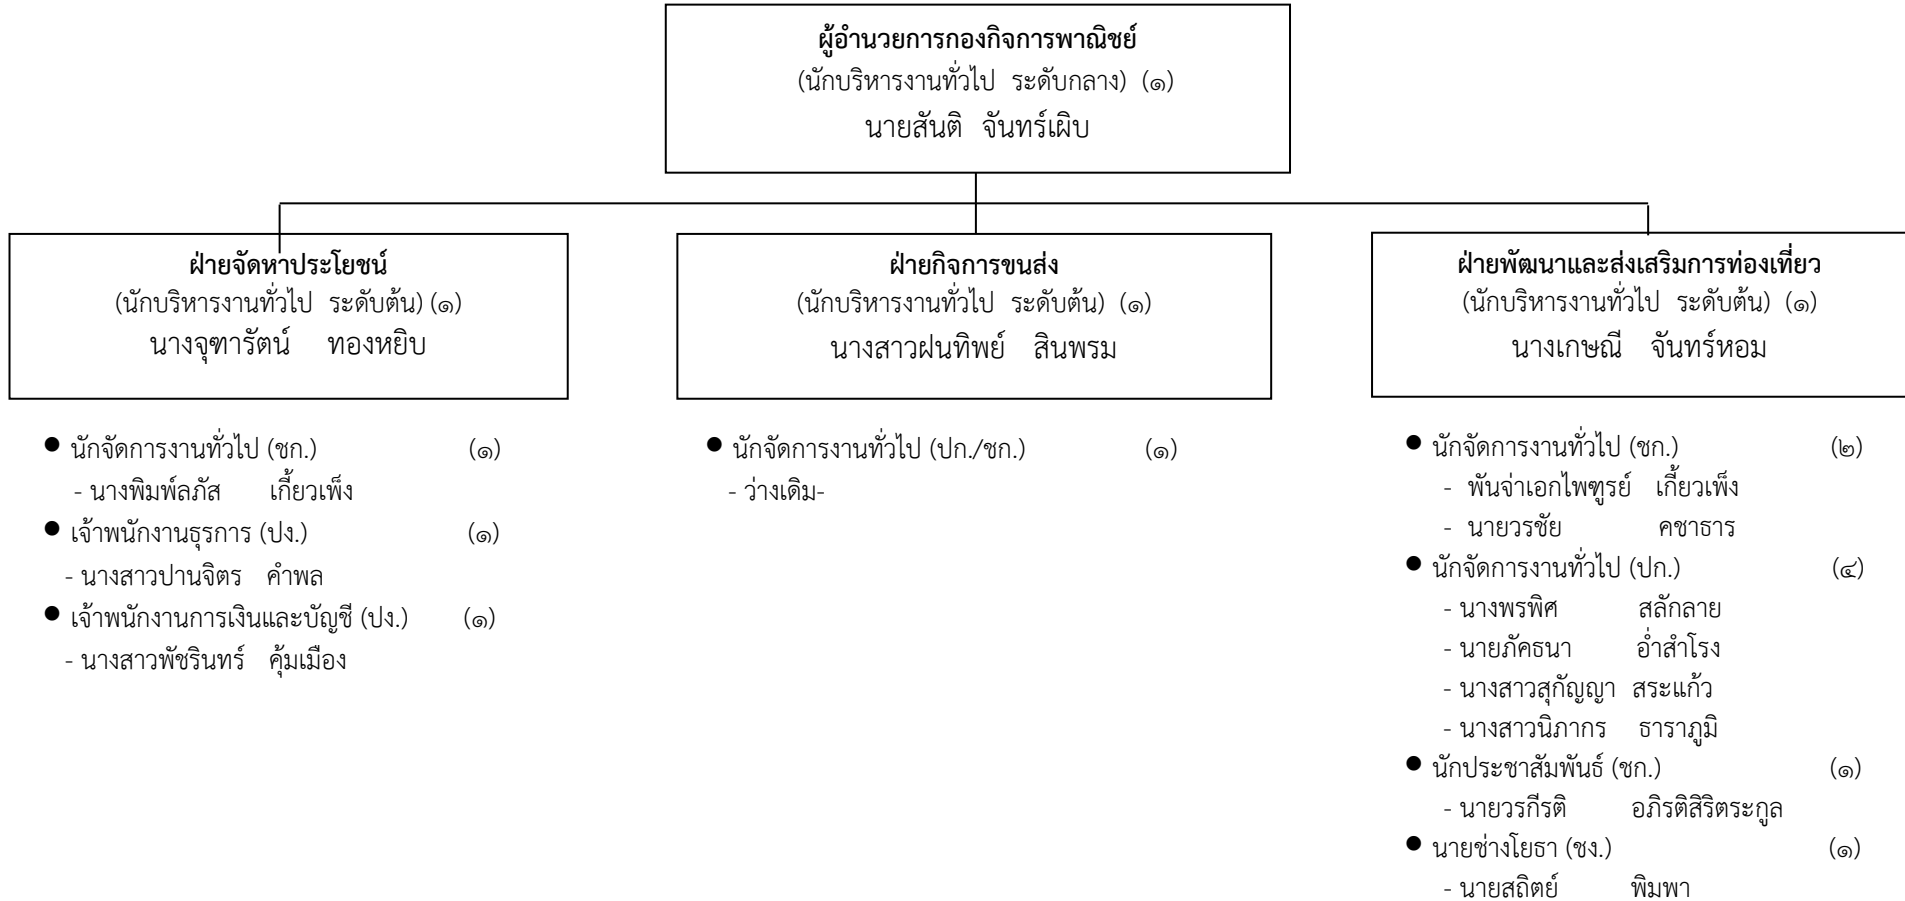 ผู้อำนวยการกองกิจการพาณิชย์
(นักบริหารงานทั่วไป ระดับกลาง) (๑)
นายสันติ จันทร์เผิบ
ฝ่ายจัดหาประโยชน์
(นักบริหารงานทั่วไป ระดับต้น) (๑)
นางจุฑารัตน์ ทองหยิบ
ฝ่ายกิจการขนส่ง
(นักบริหารงานทั่วไป ระดับต้น) (๑)
นางสาวฝนทิพย์ สินพรม
ฝ่ายพัฒนาและส่งเสริมการท่องเที่ยว
(นักบริหารงานทั่วไป ระดับต้น) (๑)
นางเกษณี จันทร์หอม
● นักจัดการงานทั่วไป (ชก.) (๑)
- นางพิมพ์ลภัส เกี้ยวเพ็ง
● เจ้าพนักงานธุรการ (ปง.) (๑)
- นางสาวปานจิตร คำพล
● เจ้าพนักงานการเงินและบัญชี (ปง.) (๑)
- นางสาวพัชรินทร์ คุ้มเมือง
● นักจัดการงานทั่วไป (ปก./ชก.) (๑)
- ว่างเดิม-
● นักจัดการงานทั่วไป (ชก.) (๒)
- พันจ่าเอกไพฑูรย์ เกี้ยวเพ็ง
- นายวรชัย คชาธาร
● นักจัดการงานทั่วไป (ปก.) (๔)
- นางพรพิศ สลักลาย
- นายภัคธนา อ่ำสำโรง
- นางสาวสุกัญญา สระแก้ว
- นางสาวนิภากร ธาราภูมิ
● นักประชาสัมพันธ์ (ชก.) (๑)
- นายวรกีรติ อภิรติสิริตระกูล
● นายช่างโยธา (ชง.) (๑)
- นายสถิตย์ พิมพา